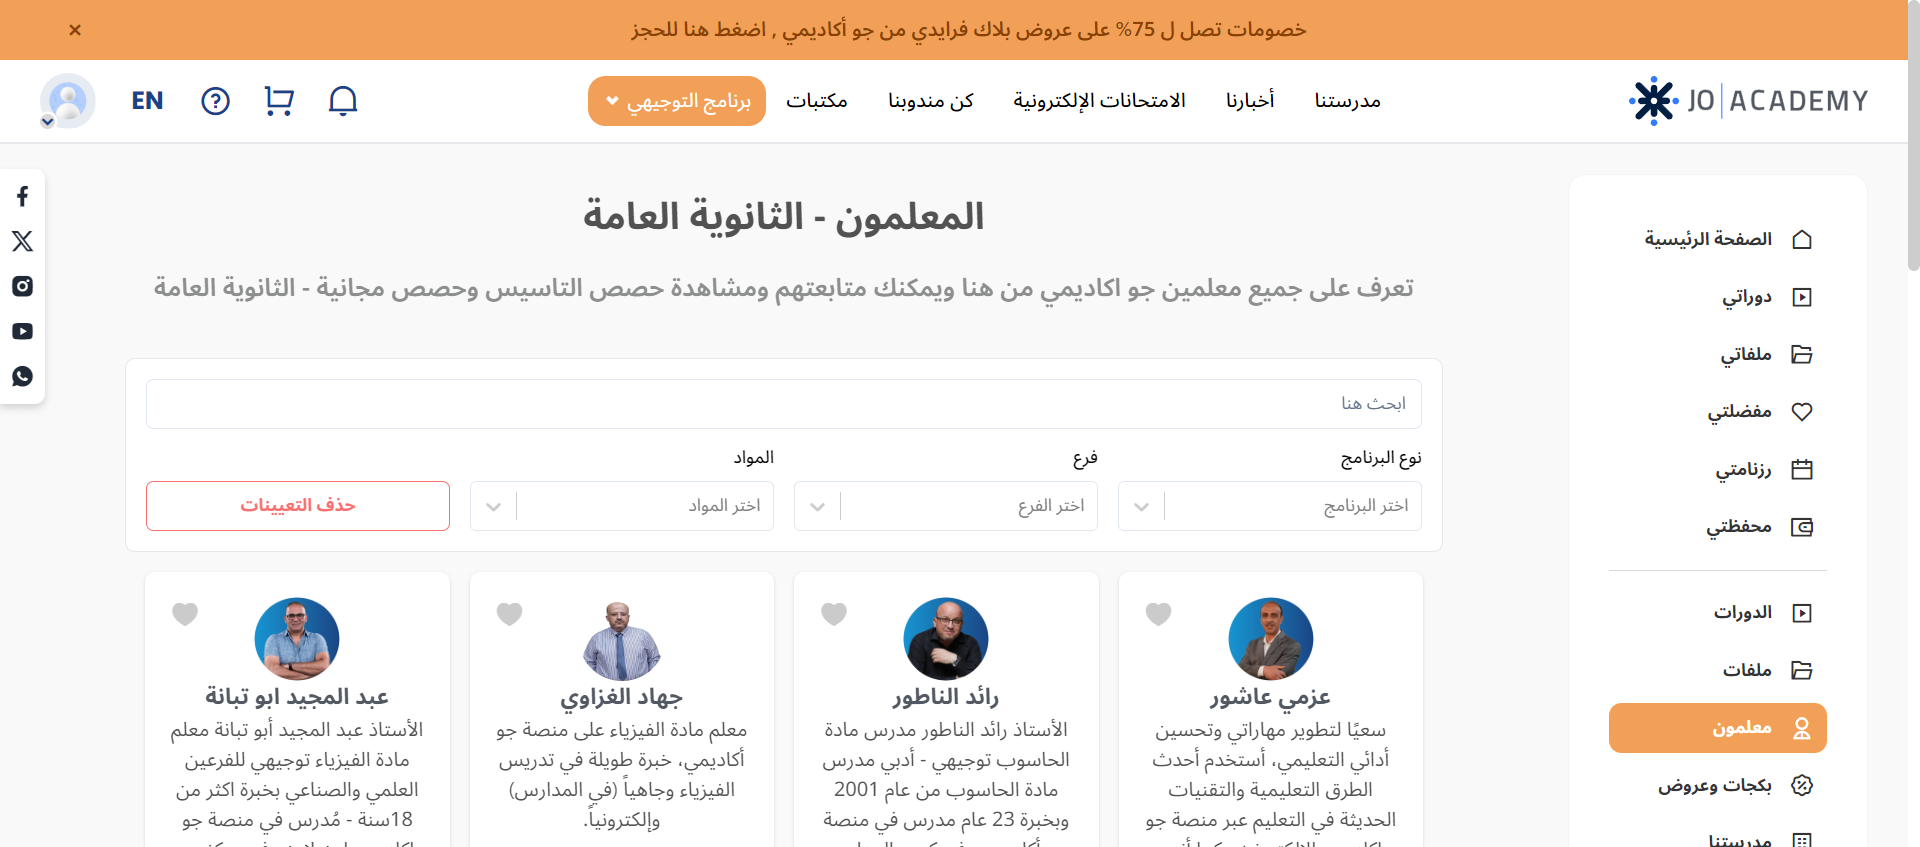 خصومات تصل ل 75% على عروض بلاك فرايدي من جو أكاديمي , اضغط هنا للحجز
JO ACADEMY
مدرستنا
أخبارنا
الامتحانات الإلكترونية
كن مندوبنا
مكتبات
برنامج التوجيهي
EN
الصفحة الرئيسية
دوراتي
ملفاتي
مفضلتي
رزنامتي
محفظتي
الدورات
ملفات
معلمون
بكجات وعروض
مدرستنا
المعلمون - الثانوية العامة
تعرف على جميع معلمين جو اكاديمي من هنا ويمكنك متابعتهم ومشاهدة حصص التاسيس وحصص مجانية - الثانوية العامة
ابحث هنا
نوع البرنامج
فرع
المواد
اختر البرنامج
اختر الفرع
اختر المواد
حذف التعيينات
عزمي عاشور
سعيًا لتطوير مهاراتي وتحسين
أدائي التعليمي، أستخدم أحدث
الطرق التعليمية والتقنيات
الحديثة في التعليم عبر منصة جو
رائد الناطور
الأستاذ رائد الناطور مدرس مادة
الحاسوب توجيهي - أدبي مدرس
مادة الحاسوب من عام 2001
وبخبرة 23 عام مدرس في منصة
جهاد الغزاوي
معلم مادة الفيزياء على منصة جو
أكاديمي، خبرة طويلة في تدريس
الفيزياء وجاهياً (في المدارس)
وإلكترونياً.
عبد المجيد ابو تبانة
الأستاذ عبد المجيد أبو تبانة معلم
مادة الفيزياء توجيهي للفرعين
العلمي والصناعي بخبرة اكثر من
18سنة - مُدرس في منصة جو